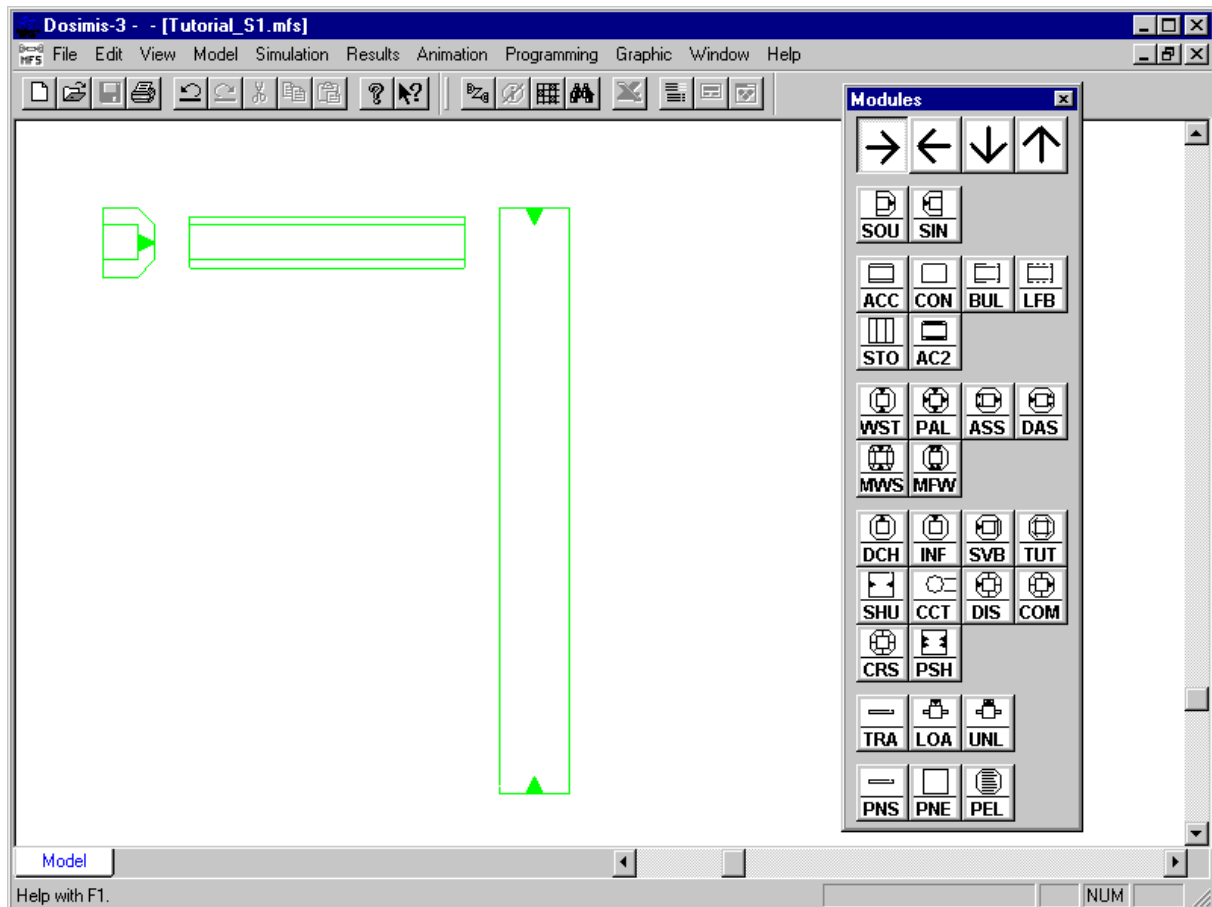 Dosimis-3 - - [Tutorial_S1.mfs]
MFS File Edit View Model Simulation Results Animation Programming Graphic Window Help
Modules
SOU SIN
ACC CON BUL LFB
STO AC2
WST PAL ASS DAS
MWS MFW
DCH INF SVB TUT
SHU CCT DIS COM
CRS PSH
TRA LOA UNL
PNS PNE PEL
Model
Help with F1.
NUM